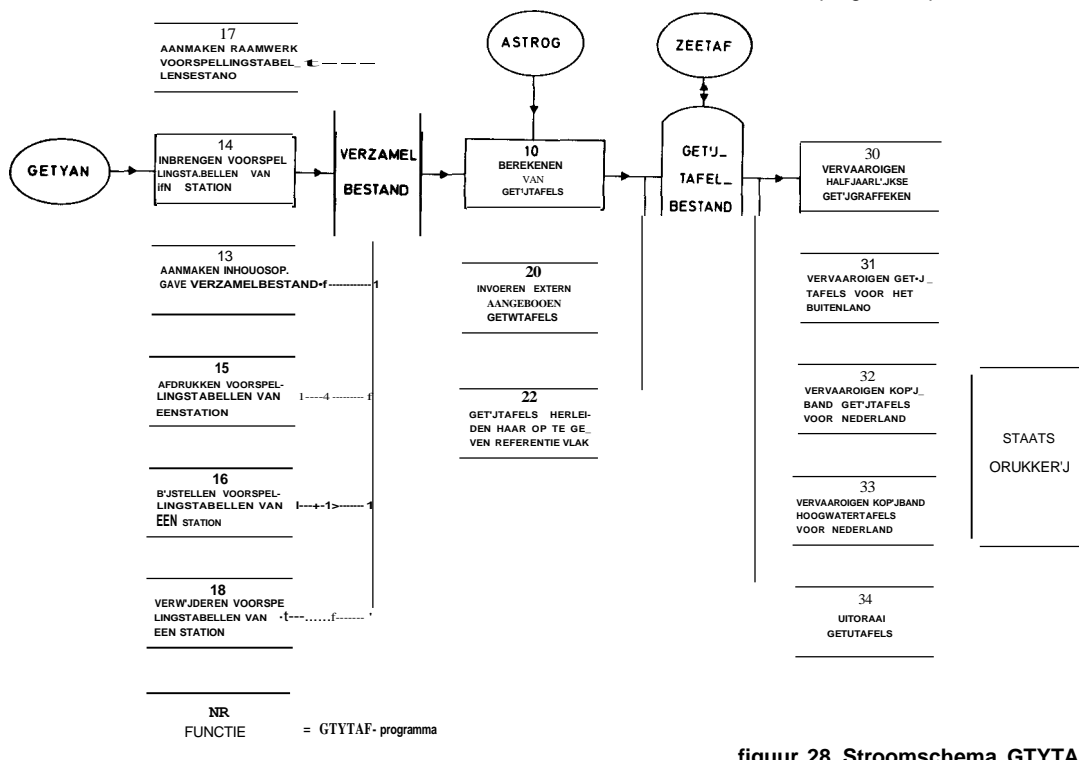 17
AANMAKEN RAAMWERK
VOORSPELLINGSTABEL_
LENSESTANO
ASTROG
ZEETAF
GETYAN
14
INBRENGEN VOORSPEL
LINGSTA.BELLEN VAN
ifN STATION
VERZAMEL
BESTAND
10
BEREKENEN
VAN
GET'JTAFELS
GET'J_
TAFEL_
BESTAND
30
VERVAAROIGEN
HALFJAARL'.JKSE
GET'JGRAFFEKEN
13
AANMAKEN INHOUOSOP.
GAVE VERZAMELBESTAND
20
INVOEREN EXTERN
AANGEBOOEN
GETWTAFELS
31
VERVAAROIGEN GET•J_
TAFELS VOOR HET
BUITENLANO
15
AFDRUKKEN VOORSPEL-
LINGSTABELLEN VAN
EENSTATION
22
GET'JTAFELS HERLEI-
DEN HAAR OP TE GE_
VEN REFERENTIE VLAK
32
VERVAAROIGEN KOP'J_
BAND GET'JTAFELS
VOOR NEDERLAND
STAATS
ORUKKER'J
16
B'JSTELLEN VOORSPEL-
LINGSTABELLEN VAN
EEN STATION
33
VERVAAROIGEN KOP'JBAND
HOOGWATERTAFELS
VOOR NEDERLAND
18
VERW'JDEREN VOORSPE
LINGSTABELLEN VAN
EEN STATION
34
UITORAAI
GETUTAFELS
NR
FUNCTIE = GTYTAF- programma
figuur 28 Stroomschema GTYTA